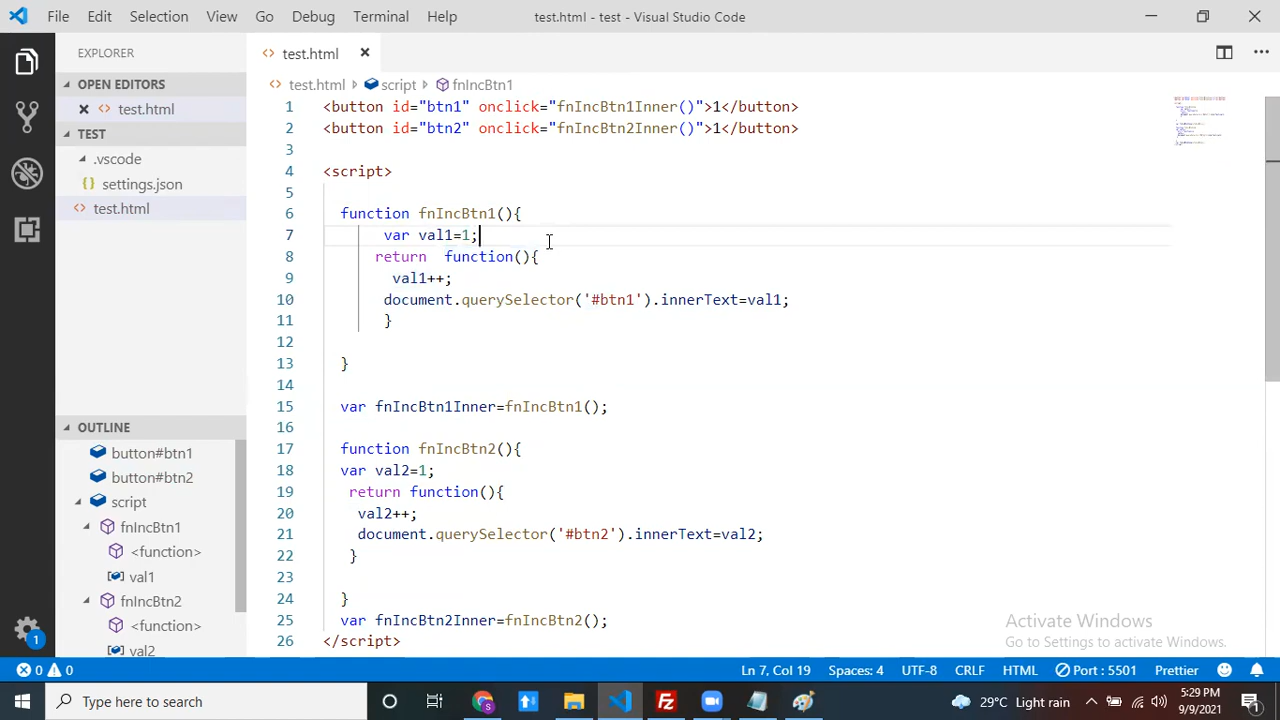 File Edit Selection View Go Debug Terminal Help test.html - test - Visual Studio Code
EXPLORER
OPEN EDITORS
test.html
TEST
.vscode
settings.json
test.html
OUTLINE
button#btn1
button#btn2
script
fnIncBtn1
<function>
val1
fnIncBtn2
<function>
val2
test.html
test.html script fnIncBtn1
1 <button id="btn1" onclick="fnIncBtn1Inner()">1</button>
2 <button id="btn2" onclick="fnIncBtn2Inner()">1</button>
3
4 <script>
5
6 function fnIncBtn1(){
7 var val1=1;
8 return  function(){
9 val1++;
10 document.querySelector('#btn1').innerText=val1;
11 }
12
13 }
14
15 var fnIncBtn1Inner=fnIncBtn1();
16
17 function fnIncBtn2(){
18 var val2=1;
19 return function(){
20 val2++;
21 document.querySelector('#btn2').innerText=val2;
22 }
23
24 }
25 var fnIncBtn2Inner=fnIncBtn2();
26 </script>
Activate Windows
Go to Settings to activate Windows.
1
0 0 Ln 7, Col 19 Spaces: 4 UTF-8 CRLF HTML Port : 5501 Prettier
Type here to search
29°C Light rain
5:29 PM
9/9/2021
1